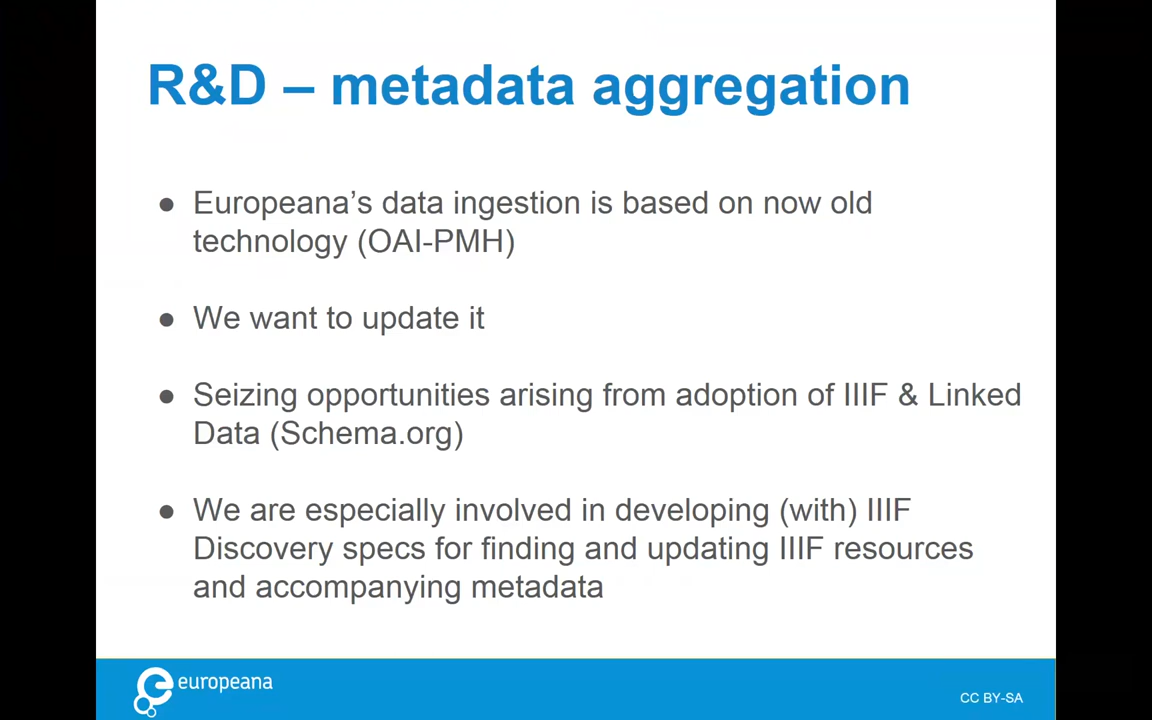 R&D – metadata aggregation
● Europeana’s data ingestion is based on now old
technology (OAI-PMH)
● We want to update it
● Seizing opportunities arising from adoption of IIIF & Linked
Data (Schema.org)
● We are especially involved in developing (with) IIIF
Discovery specs for finding and updating IIIF resources
and accompanying metadata
europeana
CC BY-SA